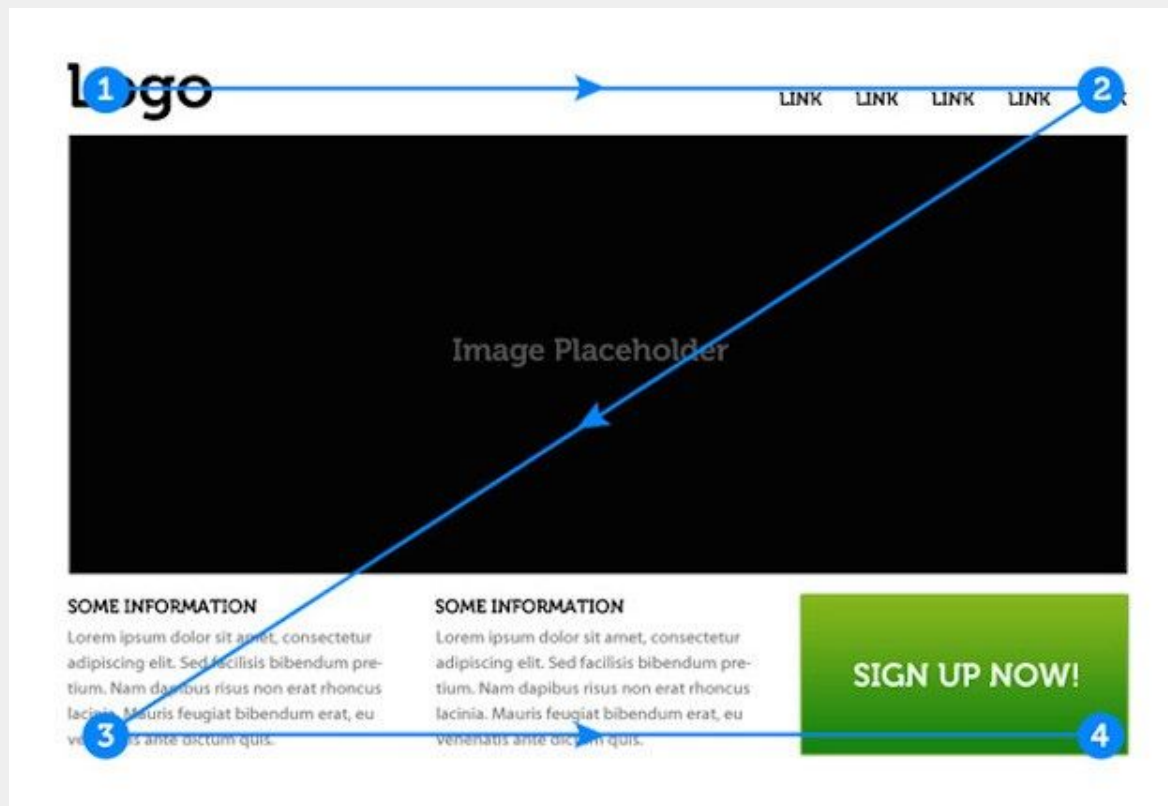 Logo
1
2
LINK LINK LINK LINK
Image Placeholder
SOME INFORMATION
Lorem ipsum dolor sit amet, consectetur
adipiscing elit. Sed facilisis bibendum pre-
tium. Nam dapibus risus non erat rhoncus
lacinia. Mauris feugiat bibendum erat, eu
venenatis ante dictum quis.
SOME INFORMATION
Lorem ipsum dolor sit amet, consectetur
adipiscing elit. Sed facilisis bibendum pre-
tium. Nam dapibus risus non erat rhoncus
lacinia. Mauris feugiat bibendum erat, eu
venenatis ante dictum quis.
SIGN UP NOW!
3
4